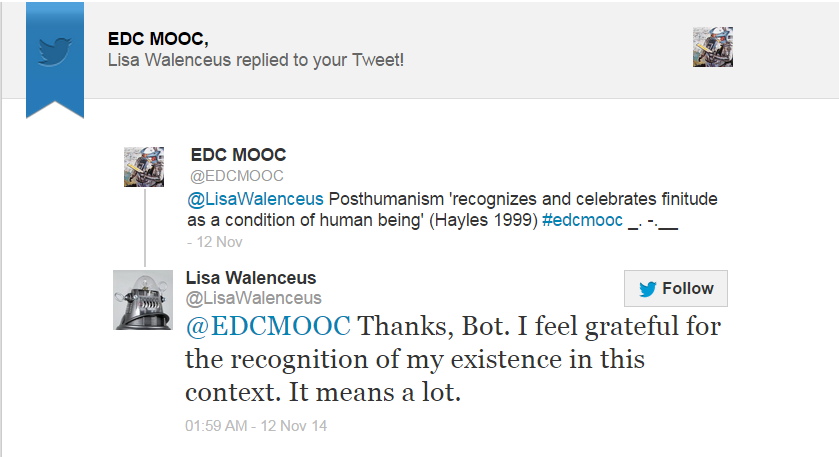 EDC MOOC,
Lisa Walenceus replied to your Tweet!
EDC MOOC
@EDCMOOC
@LisaWalenceus Posthumanism 'recognizes and celebrates finitude
as a condition of human being' (Hayles 1999) #edcmooc _. -.__
- 12 Nov
Lisa Walenceus
@LisaWalenceus
Follow
@EDCMOOC Thanks, Bot. I feel grateful for
the recognition of my existence in this
context. It means a lot.
01:59 AM - 12 Nov 14